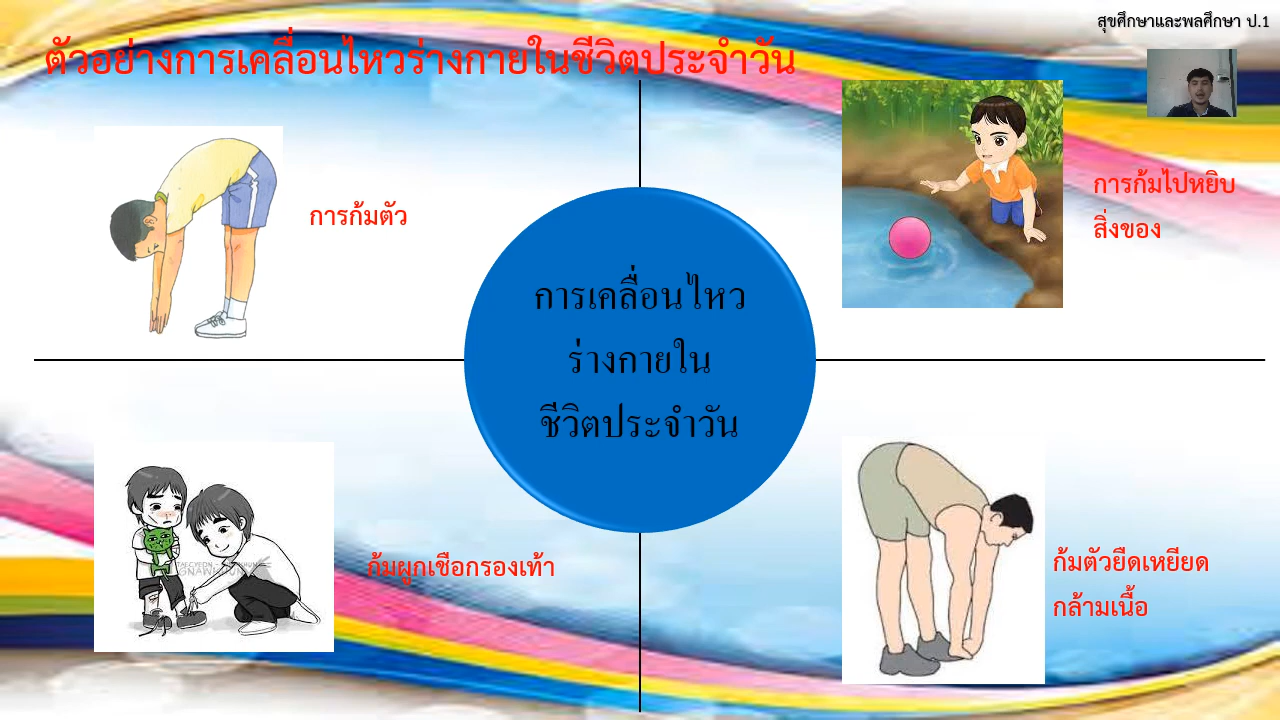 สุขศึกษาและพลศึกษา ป.1
ตัวอย่างการเคลื่อนไหวร่างกายในชีวิตประจำวัน
การก้มตัว
การก้มไปหยิบ
สิ่งของ
การเคลื่อนไหว
ร่างกายใน
ชีวิตประจำวัน
ก้มผูกเชือกรองเท้า
ก้มตัวยืดเหยียด
กล้ามเนื้อ